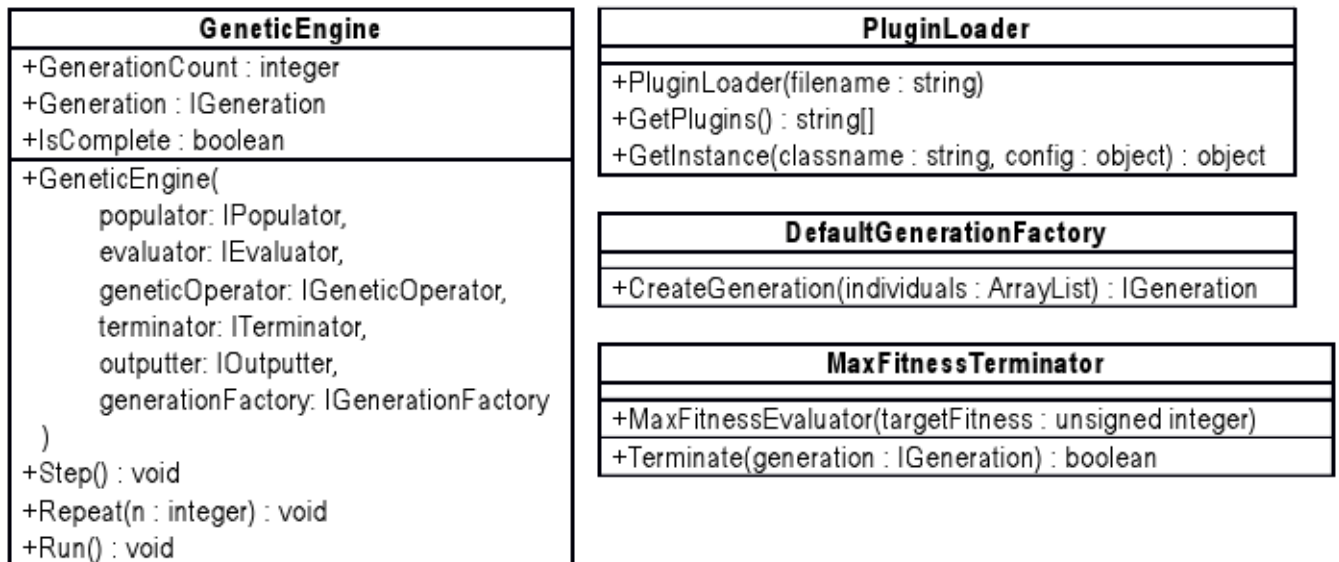 GeneticEngine
+GenerationCount : integer
+Generation : IGeneration
+IsComplete : boolean
+GeneticEngine(
populator: IPopulator,
evaluator: IEvaluator,
geneticOperator: IGeneticOperator,
terminator: ITerminator,
outputter: IOutputter,
generationFactory: IGenerationFactory
)
+Step() : void
+Repeat(n : integer) : void
+Run() : void
PluginLoader
+PluginLoader(filename : string)
+GetPlugins() : string[]
+GetInstance(classname : string, config : object) : object
DefaultGenerationFactory
+CreateGeneration(individuals : ArrayList) : IGeneration
MaxFitnessTerminator
+MaxFitnessEvaluator(targetFitness : unsigned integer)
+Terminate(generation : IGeneration) : boolean